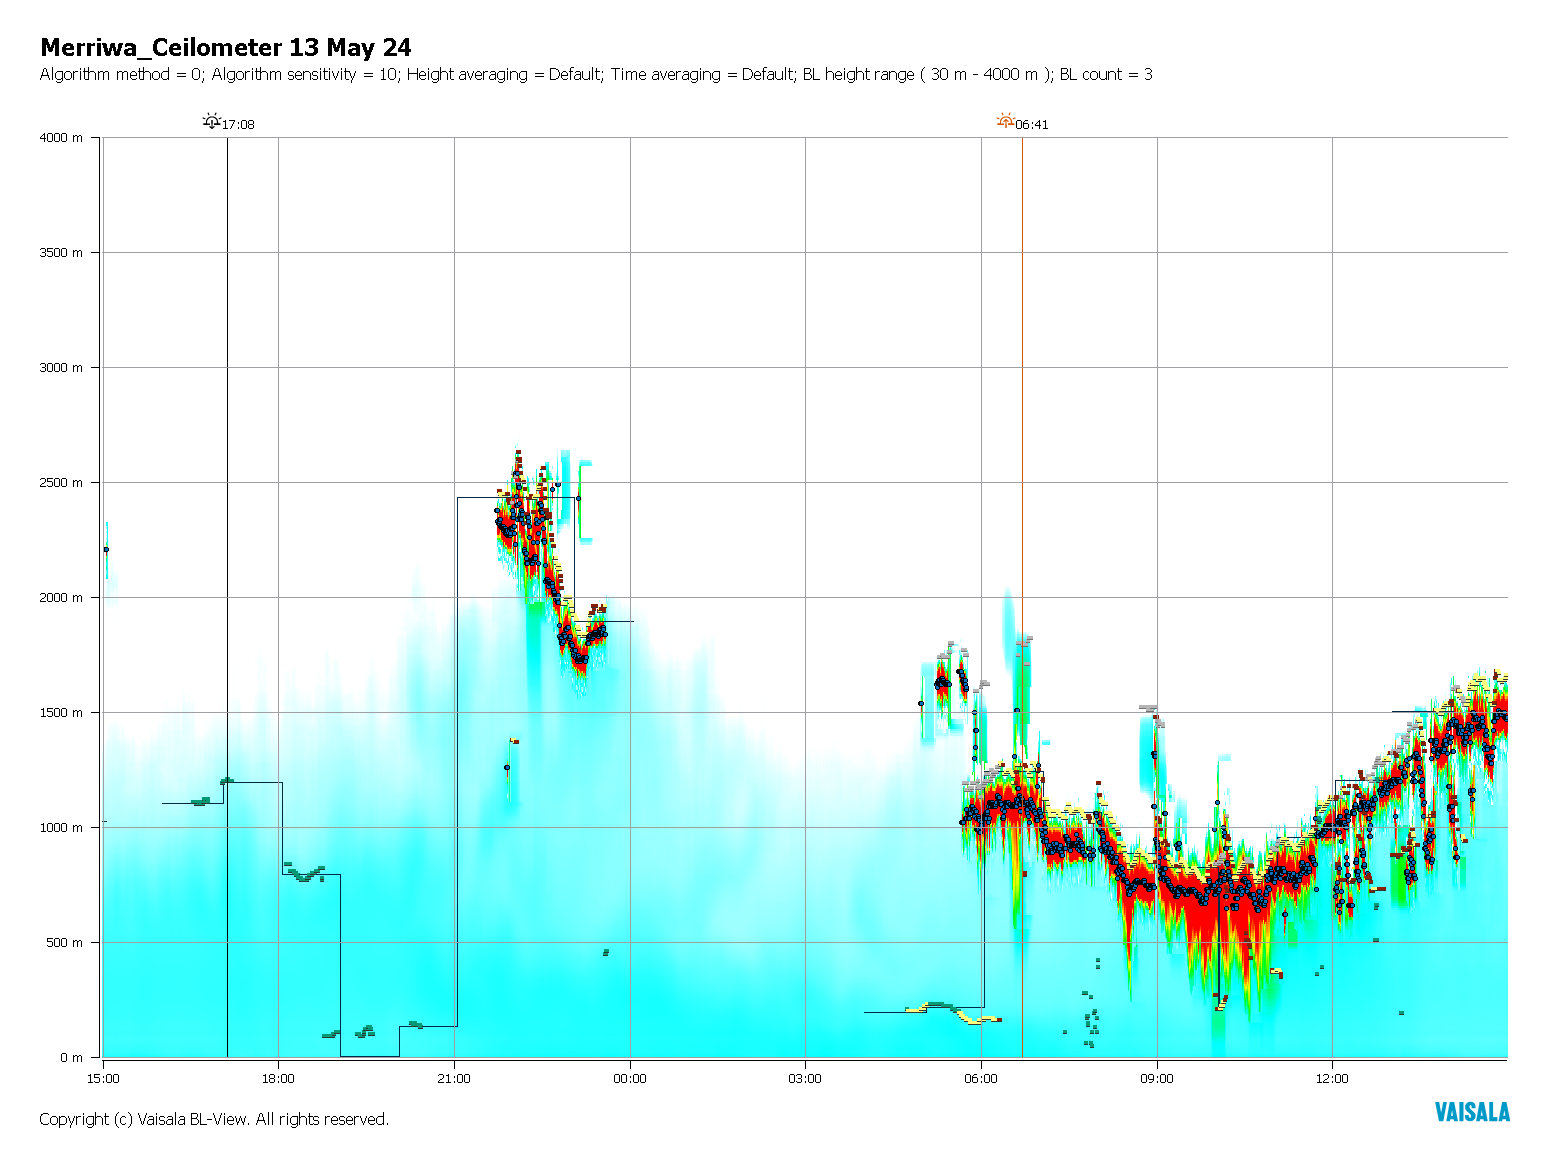 Merriwa_Ceilometer 13 May 24
Algorithm method = 0; Algorithm sensitivity = 10; Height averaging = Default; Time averaging = Default; BL height range ( 30 m - 4000 m ); BL count = 3
17:08
06:41
4000 m
3500 m
3000 m
2500 m
2000 m
1500 m
1000 m
500 m
0 m
15:00 18:00 21:00 00:00 03:00 06:00 09:00 12:00
Copyright (c) Vaisala BL-View. All rights reserved.
VAISALA